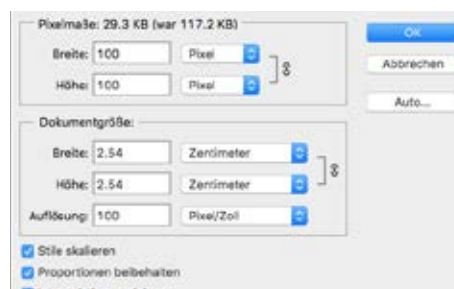 Pixelmaße: 29.3 KB (war 117.2 KB)
OK
Breite: 100 Pixel
Abbrechen
Höhe: 100 Pixel
Auto...
Dokumentgröße:
Breite: 2.54 Zentimeter
Höhe: 2.54 Zentimeter
Auflösung: 100 Pixel/Zoll
Stile skalieren
Proportionen beibehalten